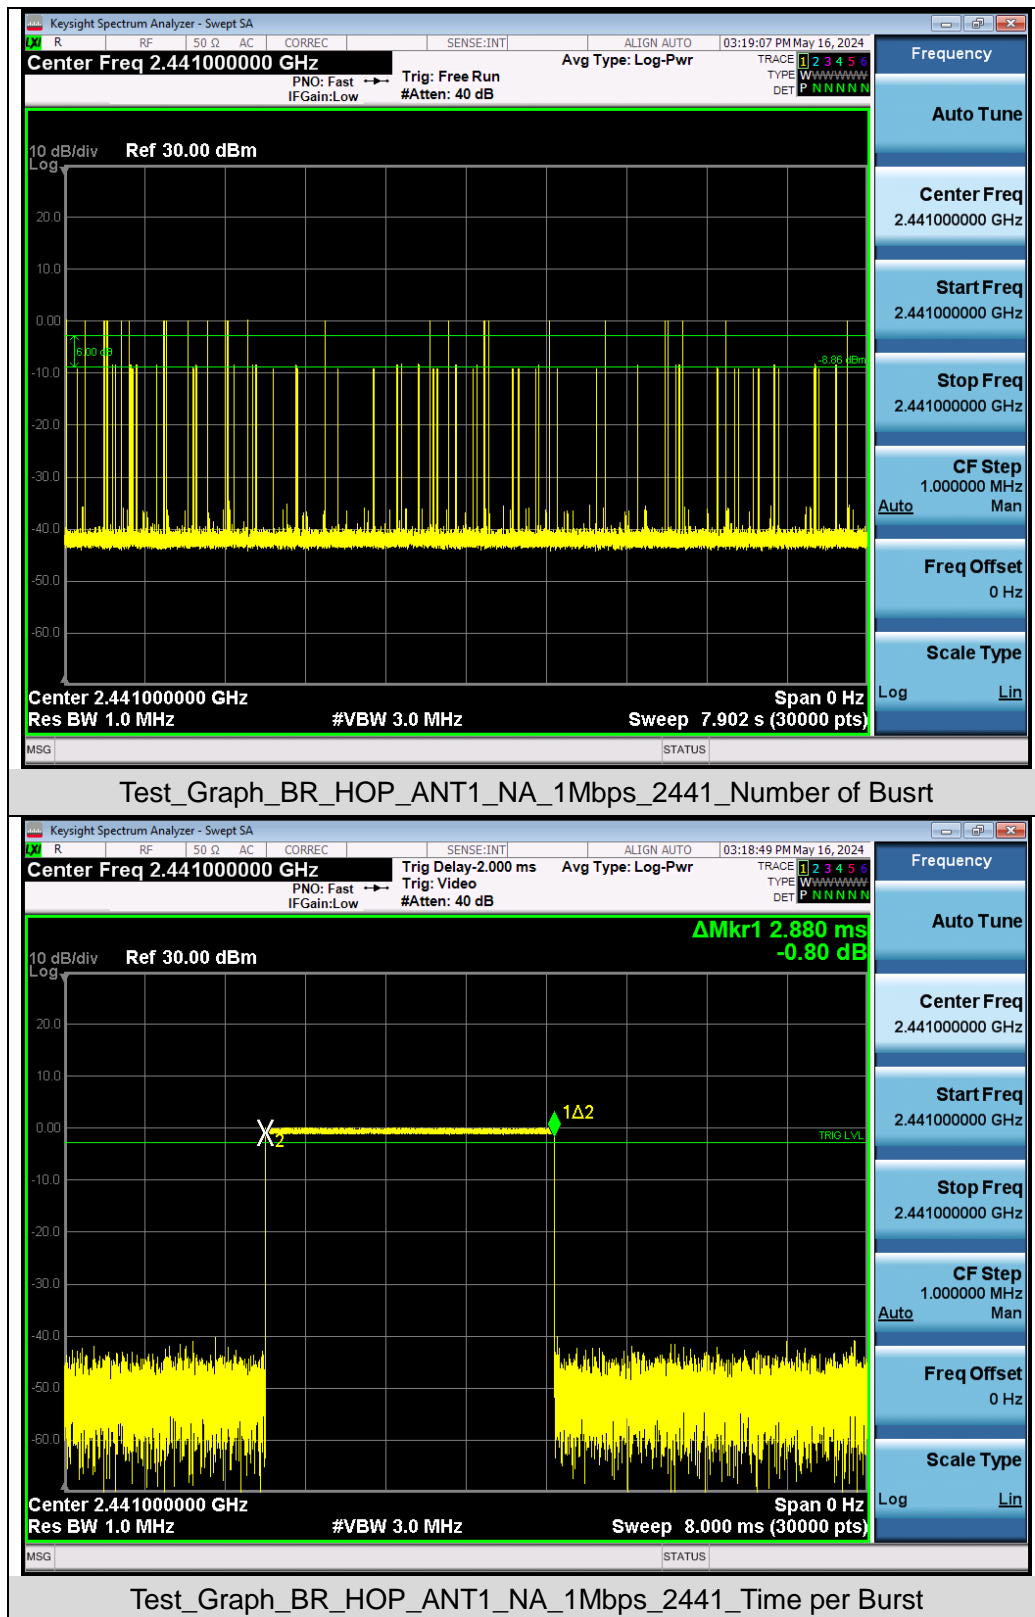 Keysight Spectrum Analyzer - Swept SA
LXI R RF 50 Ω AC CORREC SENSE:INT ALIGN AUTO 03:19:07 PM May 16, 2024
Center Freq 2.441000000 GHz
PNO: Fast
IFGain:Low
Trig: Free Run
#Atten: 40 dB
Avg Type: Log-Pwr
TRACE 1 2 3 4 5 6
TYPE WWWWWW
DET P N N N N N
10 dB/div Ref 30.00 dBm
Log
20.0
10.0
0.00
6.00 dB
-8.86 dBm
-10.0
-20.0
-30.0
-40.0
-50.0
-60.0
Center 2.441000000 GHz Span 0 Hz
Res BW 1.0 MHz #VBW 3.0 MHz Sweep 7.902 s (30000 pts)
MSG STATUS
Frequency
Auto Tune
Center Freq
2.441000000 GHz
Start Freq
2.441000000 GHz
Stop Freq
2.441000000 GHz
CF Step
1.000000 MHz
Auto Man
Freq Offset
0 Hz
Scale Type
Log Lin
Test_Graph_BR_HOP_ANT1_NA_1Mbps_2441_Number of Busrt
Keysight Spectrum Analyzer - Swept SA
LXI R RF 50 Ω AC CORREC SENSE:INT ALIGN AUTO 03:18:49 PM May 16, 2024
Center Freq 2.441000000 GHz
PNO: Fast
IFGain:Low
Trig Delay-2.000 ms
Trig: Video
#Atten: 40 dB
Avg Type: Log-Pwr
TRACE 1 2 3 4 5 6
TYPE WWWWWW
DET P N N N N N
ΔMkr1 2.880 ms
-0.80 dB
10 dB/div Ref 30.00 dBm
Log
20.0
10.0
0.00
X2
1Δ2
TRIG LVL
-10.0
-20.0
-30.0
-40.0
-50.0
-60.0
Center 2.441000000 GHz Span 0 Hz
Res BW 1.0 MHz #VBW 3.0 MHz Sweep 8.000 ms (30000 pts)
MSG STATUS
Frequency
Auto Tune
Center Freq
2.441000000 GHz
Start Freq
2.441000000 GHz
Stop Freq
2.441000000 GHz
CF Step
1.000000 MHz
Auto Man
Freq Offset
0 Hz
Scale Type
Log Lin
Test_Graph_BR_HOP_ANT1_NA_1Mbps_2441_Time per Burst